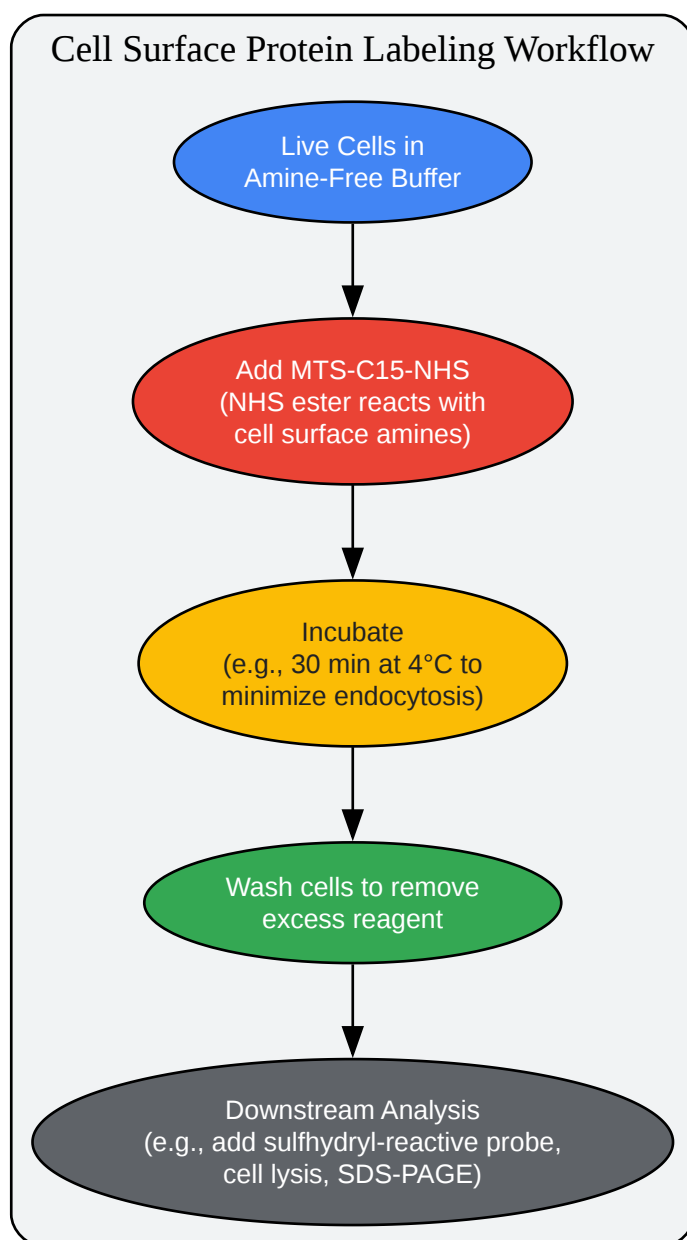 Cell Surface Protein Labeling Workflow
Live Cells in
Amine-Free Buffer
Add MTS-C15-NHS
(NHS ester reacts with
cell surface amines)
Incubate
(e.g., 30 min at 4°C to
minimize endocytosis)
Wash cells to remove
excess reagent
Downstream Analysis
(e.g., add sulfhydryl-reactive probe,
cell lysis, SDS-PAGE)